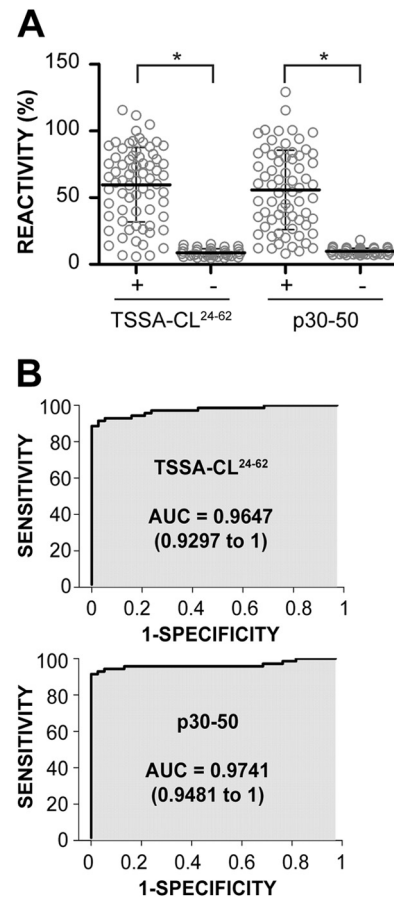 A
REACTIVITY (%)
150
100
50
0
*
*
+ - + -
TSSA-CL24-62 p30-50
B
SENSITIVITY
100
80
60
40
20
0
TSSA-CL24-62
AUC = 0.9647
(0.9297 to 1)
0 0.2 0.4 0.6 0.8 1
1-SPECIFICITY
SENSITIVITY
100
80
60
40
20
0
p30-50
AUC = 0.9741
(0.9481 to 1)
0 0.2 0.4 0.6 0.8 1
1-SPECIFICITY